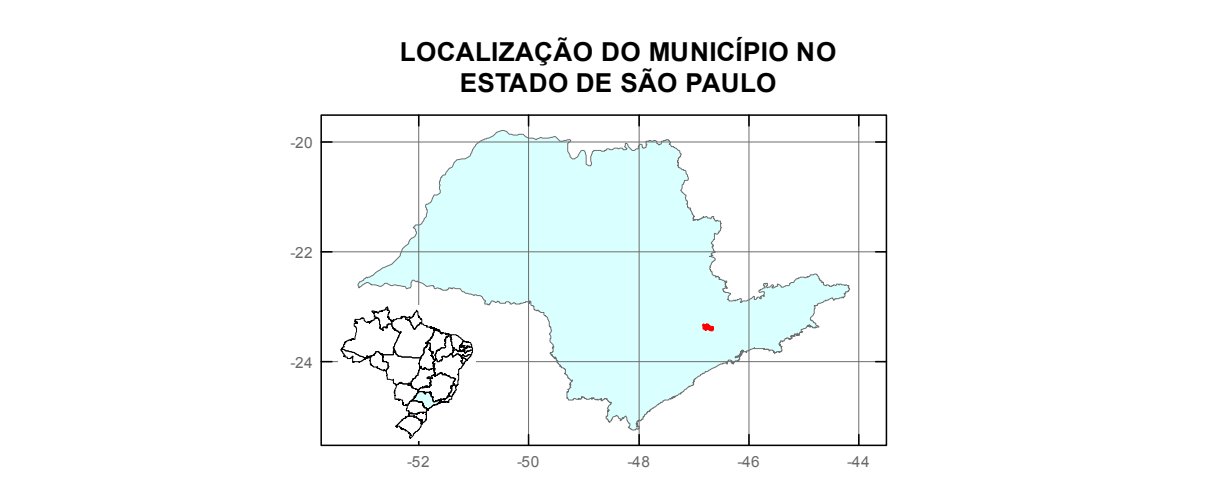 LOCALIZAÇÃO DO MUNICÍPIO NO
ESTADO DE SÃO PAULO
-20
-22
-24
-52 -50 -48 -46 -44